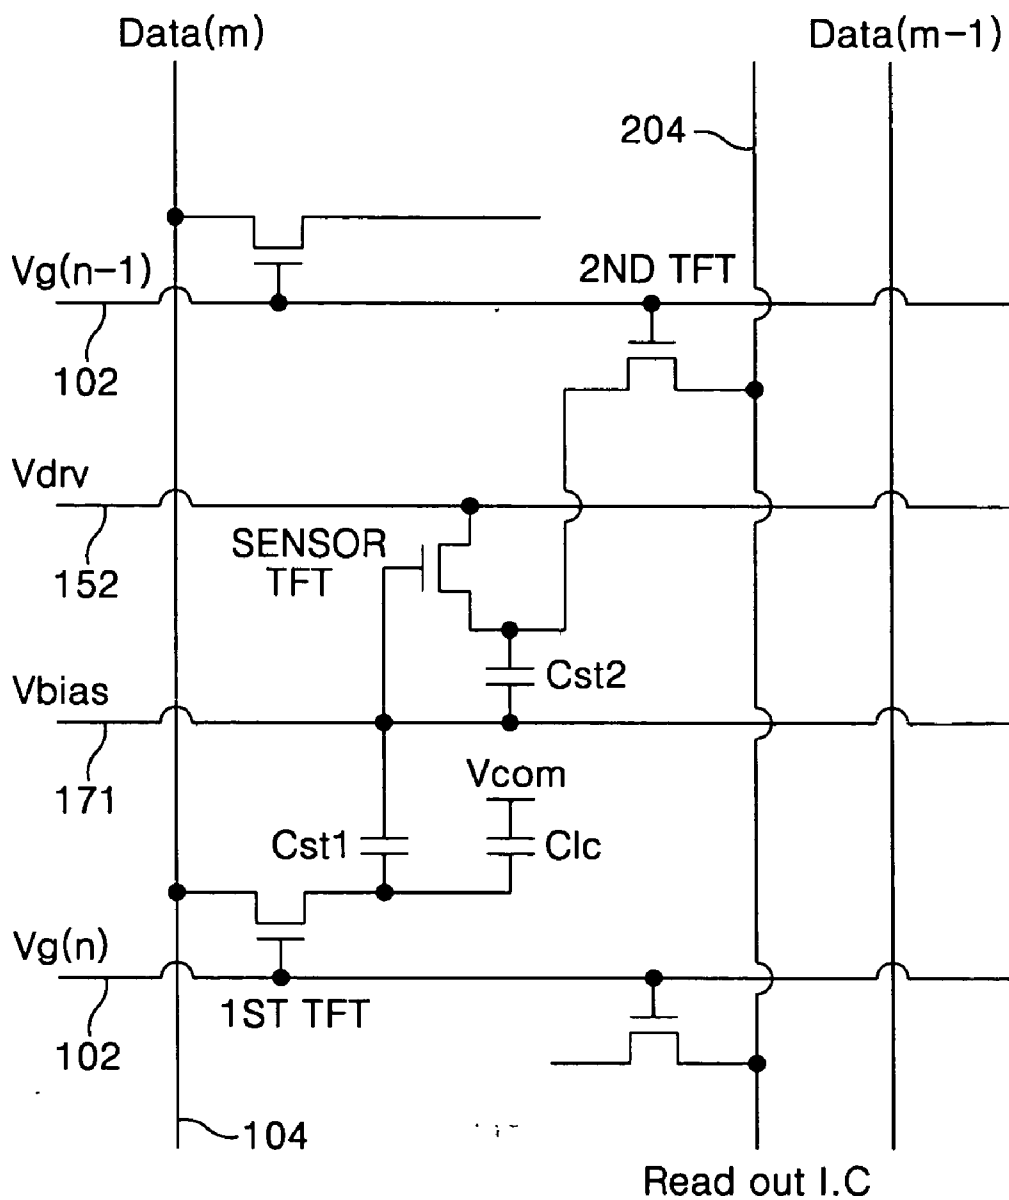 Data(m)
Data(m-1)
204
Vg(n-1)
2ND TFT
102
Vdrv
SENSOR
TFT
152
Cst2
Vbias
Vcom
171
Cst1
Clc
Vg(n)
1ST TFT
102
104
Read out I.C